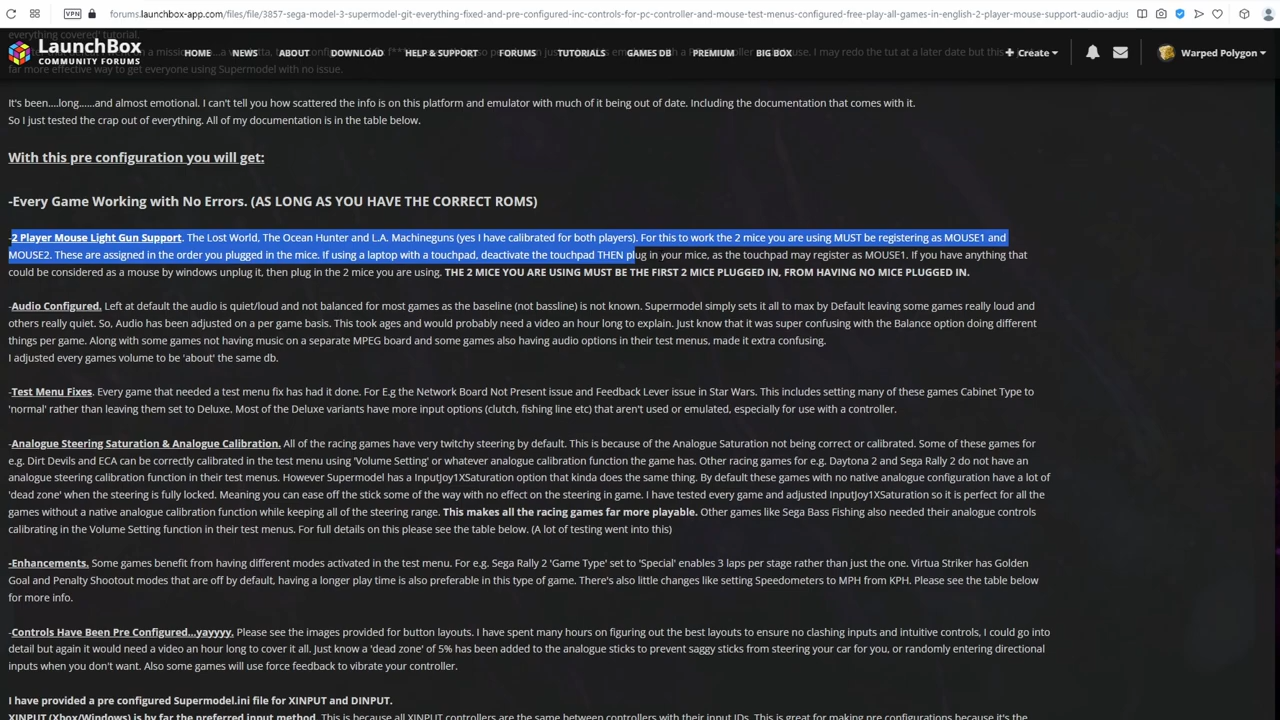 forums.launchbox-app.com/files/file/3857-sega-model-3-supermodel-git-everything-fixed-and-pre-configured-inc-controls-for-pc-controller-and-mouse-test-menus-configured-free-play-all-games-in-english-2-player-mouse-support-audio-adjus
VPN
everything covered' tutorial.
LaunchBox
COMMUNITY FORUMS
HOME NEWS ABOUT DOWNLOAD HELP & SUPPORT FORUMS TUTORIALS GAMES DB PREMIUM BIG BOX
+ Create
Warped Polygon
far more effective way to get everyone using Supermodel with no issue.
It's been....long......and almost emotional. I can't tell you how scattered the info is on this platform and emulator with much of it being out of date. Including the documentation that comes with it.
So I just tested the crap out of everything. All of my documentation is in the table below.
With this pre configuration you will get:
-Every Game Working with No Errors. (AS LONG AS YOU HAVE THE CORRECT ROMS)
-2 Player Mouse Light Gun Support. The Lost World, The Ocean Hunter and L.A. Machineguns (yes I have calibrated for both players). For this to work the 2 mice you are using MUST be registering as MOUSE1 and
MOUSE2. These are assigned in the order you plugged in the mice. If using a laptop with a touchpad, deactivate the touchpad THEN plug in your mice, as the touchpad may register as MOUSE1. If you have anything that
could be considered as a mouse by windows unplug it, then plug in the 2 mice you are using. THE 2 MICE YOU ARE USING MUST BE THE FIRST 2 MICE PLUGGED IN, FROM HAVING NO MICE PLUGGED IN.
-Audio Configured. Left at default the audio is quiet/loud and not balanced for most games as the baseline (not bassline) is not known. Supermodel simply sets it all to max by Default leaving some games really loud and
others really quiet. So, Audio has been adjusted on a per game basis. This took ages and would probably need a video an hour long to explain. Just know that it was super confusing with the Balance option doing different
things per game. Along with some games not having music on a separate MPEG board and some games also having audio options in their test menus, made it extra confusing.
I adjusted every games volume to be 'about' the same db.
-Test Menu Fixes. Every game that needed a test menu fix has had it done. For E.g the Network Board Not Present issue and Feedback Lever issue in Star Wars. This includes setting many of these games Cabinet Type to
'normal' rather than leaving them set to Deluxe. Most of the Deluxe variants have more input options (clutch, fishing line etc) that aren't used or emulated, especially for use with a controller.
-Analogue Steering Saturation & Analogue Calibration. All of the racing games have very twitchy steering by default. This is because of the Analogue Saturation not being correct or calibrated. Some of these games for
e.g. Dirt Devils and ECA can be correctly calibrated in the test menu using 'Volume Setting' or whatever analogue calibration function the game has. Other racing games for e.g. Daytona 2 and Sega Rally 2 do not have an
analogue steering calibration function in their test menus. However Supermodel has a InputJoy1XSaturation option that kinda does the same thing. By default these games with no native analogue configuration have a lot of
'dead zone' when the steering is fully locked. Meaning you can ease off the stick some of the way with no effect on the steering in game. I have tested every game and adjusted InputJoy1XSaturation so it is perfect for all the
games without a native analogue calibration function while keeping all of the steering range. This makes all the racing games far more playable. Other games like Sega Bass Fishing also needed their analogue controls
calibrating in the Volume Setting function in their test menus. For full details on this please see the table below. (A lot of testing went into this)
-Enhancements. Some games benefit from having different modes activated in the test menu. For e.g. Sega Rally 2 'Game Type' set to 'Special' enables 3 laps per stage rather than just the one. Virtua Striker has Golden
Goal and Penalty Shootout modes that are off by default, having a longer play time is also preferable in this type of game. There's also little changes like setting Speedometers to MPH from KPH. Please see the table below
for more info.
-Controls Have Been Pre Configured...yayyyy. Please see the images provided for button layouts. I have spent many hours on figuring out the best layouts to ensure no clashing inputs and intuitive controls, I could go into
detail but again it would need a video an hour long to cover it all. Just know a 'dead zone' of 5% has been added to the analogue sticks to prevent saggy sticks from steering your car for you, or randomly entering directional
inputs when you don't want. Also some games will use force feedback to vibrate your controller.
I have provided a pre configured Supermodel.ini file for XINPUT and DINPUT.
XINPUT (Xbox/Windows) is by far the preferred input method. This is because all XINPUT controllers are the same between controllers with their input IDs. This is great for making pre configurations because it's the